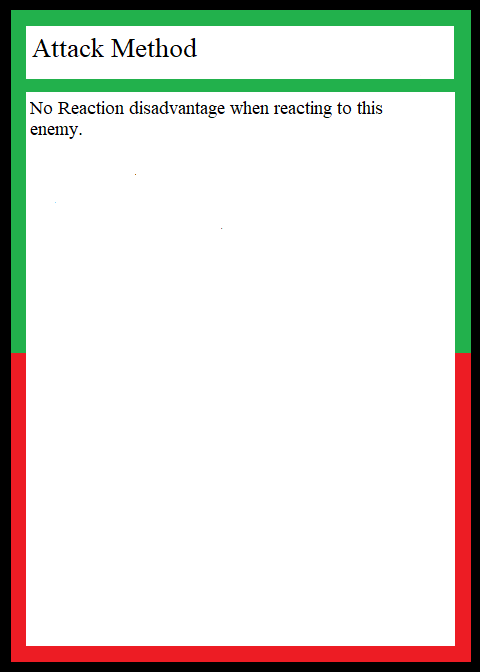 Attack Method
No Reaction disadvantage when reacting to this
enemy.